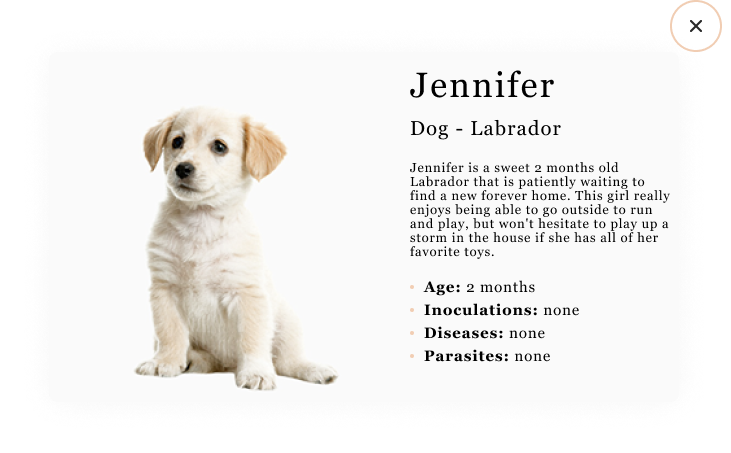 Jennifer
Dog - Labrador
Jennifer is a sweet 2 months old
Labrador that is patiently waiting to
find a new forever home. This girl really
enjoys being able to go outside to run
and play, but won't hesitate to play up a
storm in the house if she has all of her
favorite toys.
• Age: 2 months
• Inoculations: none
• Diseases: none
• Parasites: none